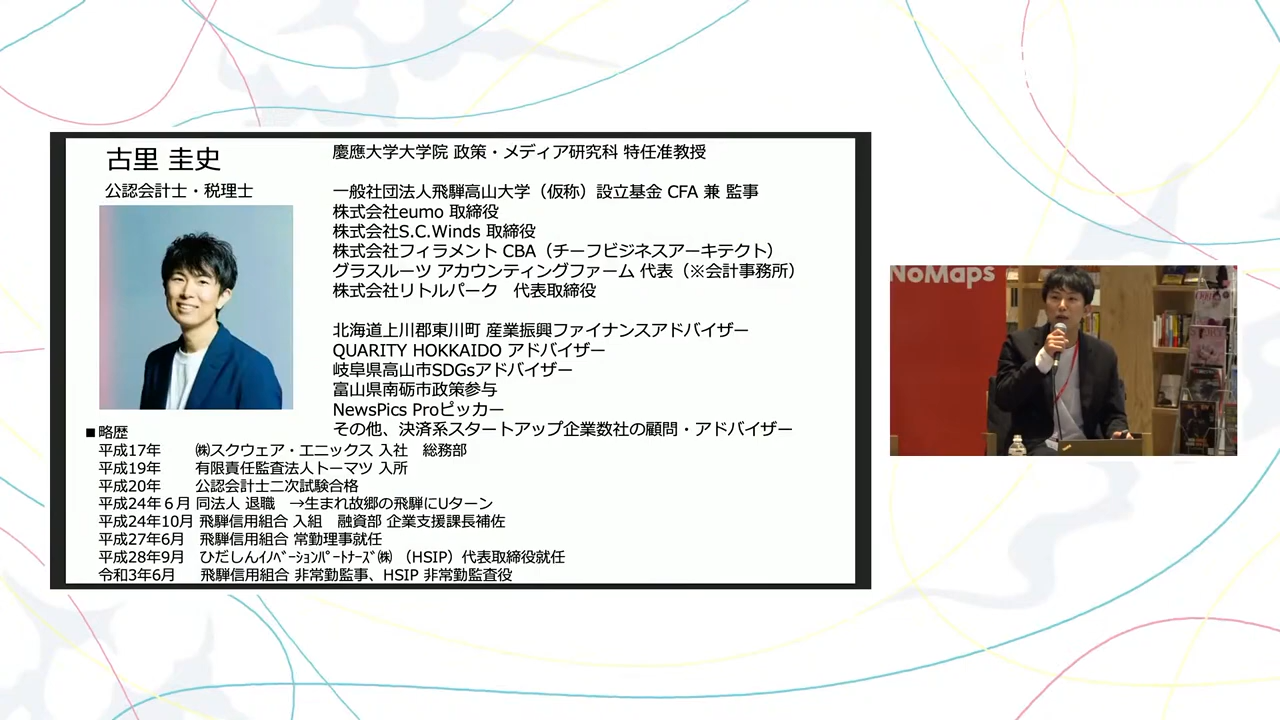 古里 圭史
公認会計士・税理士
慶應大学大学院 政策・メディア研究科 特任准教授
一般社団法人飛騨高山大学（仮称）設立基金 CFA 兼 監事
株式会社eumo 取締役
株式会社S.C.Winds 取締役
株式会社フィラメント CBA（チーフビジネスアーキテクト）
グラスルーツ アカウンティングファーム 代表（※会計事務所）
株式会社リトルパーク　代表取締役
北海道上川郡東川町 産業振興ファイナンスアドバイザー
QUARITY HOKKAIDO アドバイザー
岐阜県高山市SDGsアドバイザー
富山県南砺市政策参与
NewsPics Proピッカー
その他、決済系スタートアップ企業数社の顧問・アドバイザー
■略歴
平成17年　　㈱スクウェア・エニックス 入社　総務部
平成19年　　有限責任監査法人トーマツ 入所
平成20年　　公認会計士二次試験合格
平成24年６月 同法人 退職　→生まれ故郷の飛騨にUターン
平成24年10月 飛騨信用組合 入組　融資部 企業支援課長補佐
平成27年6月　飛騨信用組合 常勤理事就任
平成28年9月　ひだしんｲﾉﾍﾞｰｼｮﾝﾊﾟｰﾄﾅｰｽﾞ㈱ （HSIP）代表取締役就任
令和3年6月　 飛騨信用組合 非常勤監事、HSIP 非常勤監査役
NoMaps